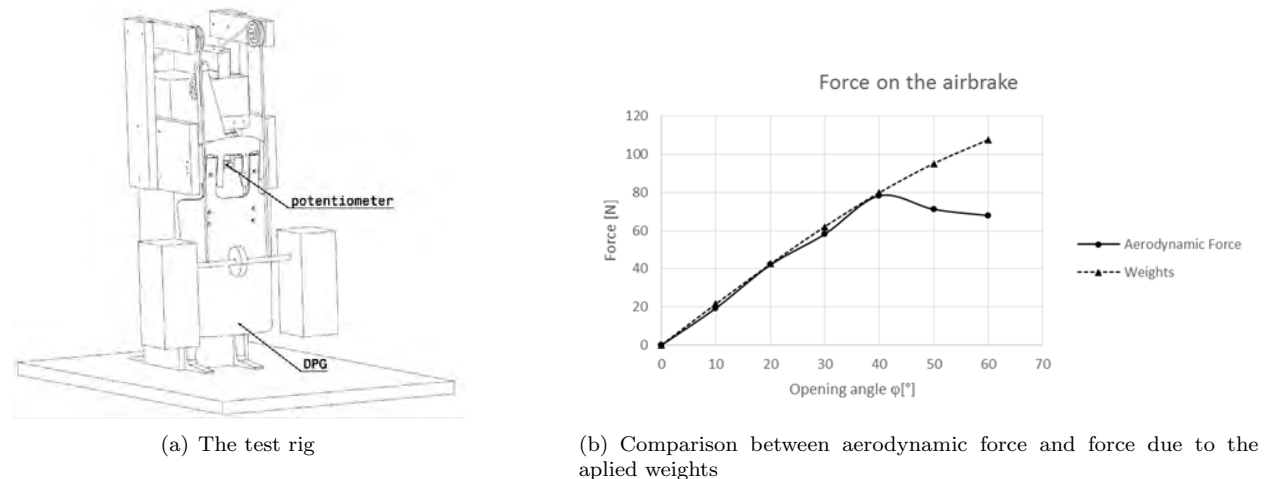 potentiometer
DPG
(a) The test rig
Force on the airbrake
Force [N]
120
100
80
60
40
20
0
0 10 20 30 40 50 60 70
Opening angle φ[°]
Aerodynamic Force
Weights
(b) Comparison between aerodynamic force and force due to the
aplied weights